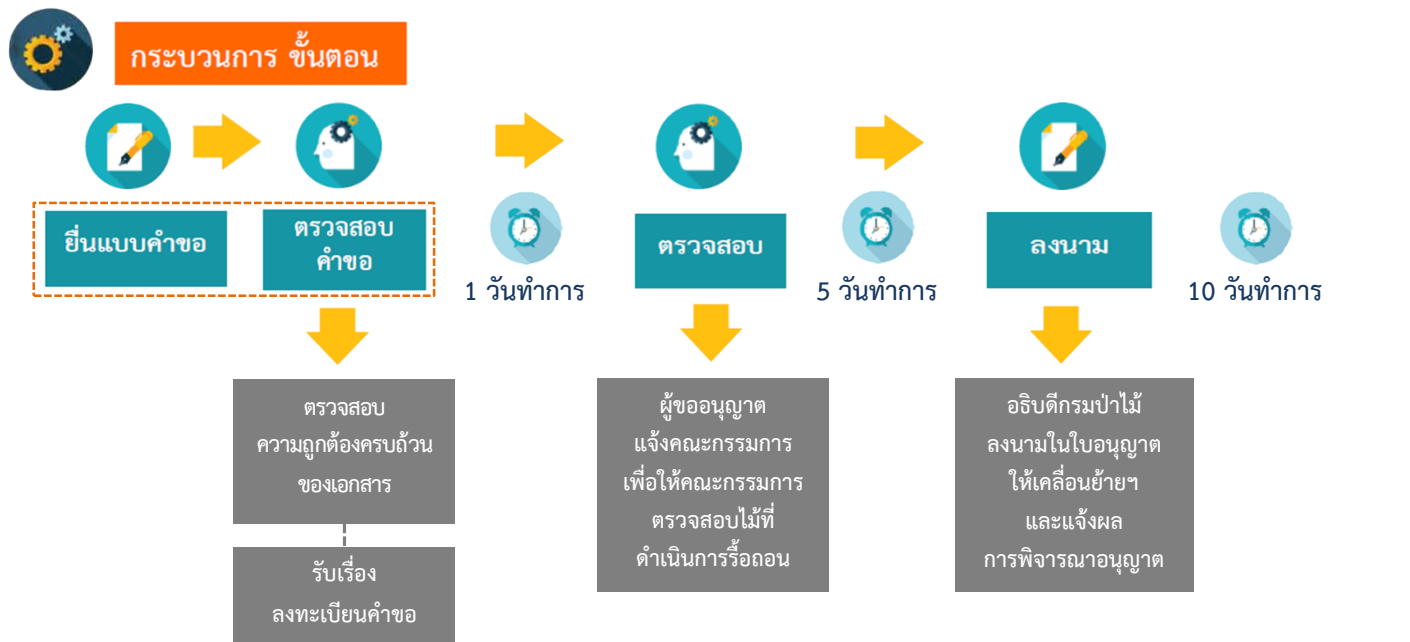 กระบวนการ ขั้นตอน
ยื่นแบบคำขอ
ตรวจสอบ
คำขอ
1 วันทำการ
ตรวจสอบ
5 วันทำการ
ลงนาม
10 วันทำการ
ตรวจสอบ
ความถูกต้องครบถ้วน
ของเอกสาร
รับเรื่อง
ลงทะเบียนคำขอ
ผู้ขออนุญาต
แจ้งคณะกรรมการ
เพื่อให้คณะกรรมการ
ตรวจสอบไม้ที่
ดำเนินการรื้อถอน
อธิบดีกรมป่าไม้
ลงนามในใบอนุญาต
ให้เคลื่อนย้ายฯ
และแจ้งผล
การพิจารณาอนุญาต